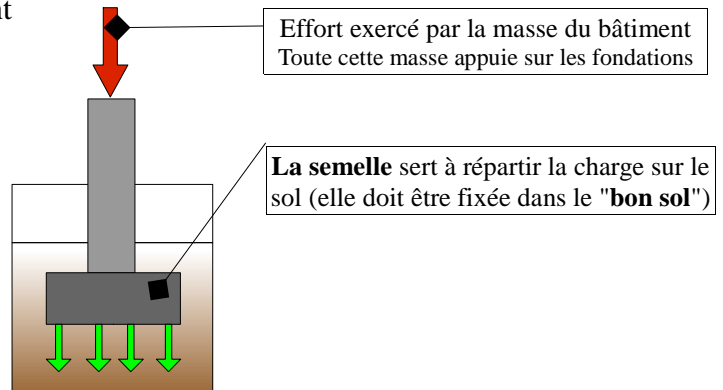 nt
Effort exercé par la masse du bâtiment
Toute cette masse appuie sur les fondations
La semelle sert à répartir la charge sur le
sol (elle doit être fixée dans le "bon sol")